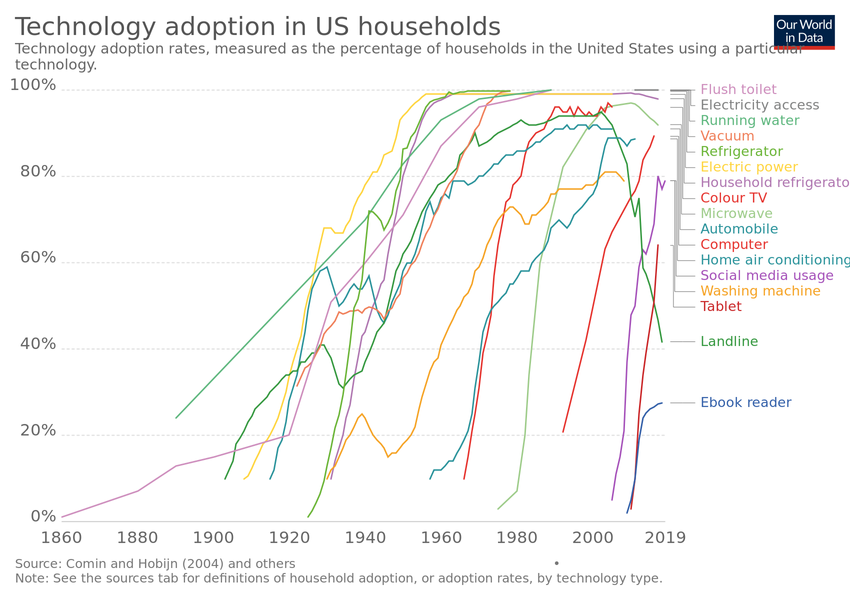 Technology adoption in US households
Our World
in Data
Technology adoption rates, measured as the percentage of households in the United States using a particular
technology.
100%
80%
60%
40%
20%
0%
1860
1880
1900
1920
1940
1960
1980
2000
2019
Flush toilet
Electricity access
Running water
Vacuum
Refrigerator
Electric power
Household refrigerato
Colour TV
Microwave
Automobile
Computer
Home air conditioning
Social media usage
Washing machine
Tablet
Landline
Ebook reader
Source: Comin and Hobijn (2004) and others
•
Note: See the sources tab for definitions of household adoption, or adoption rates, by technology type.